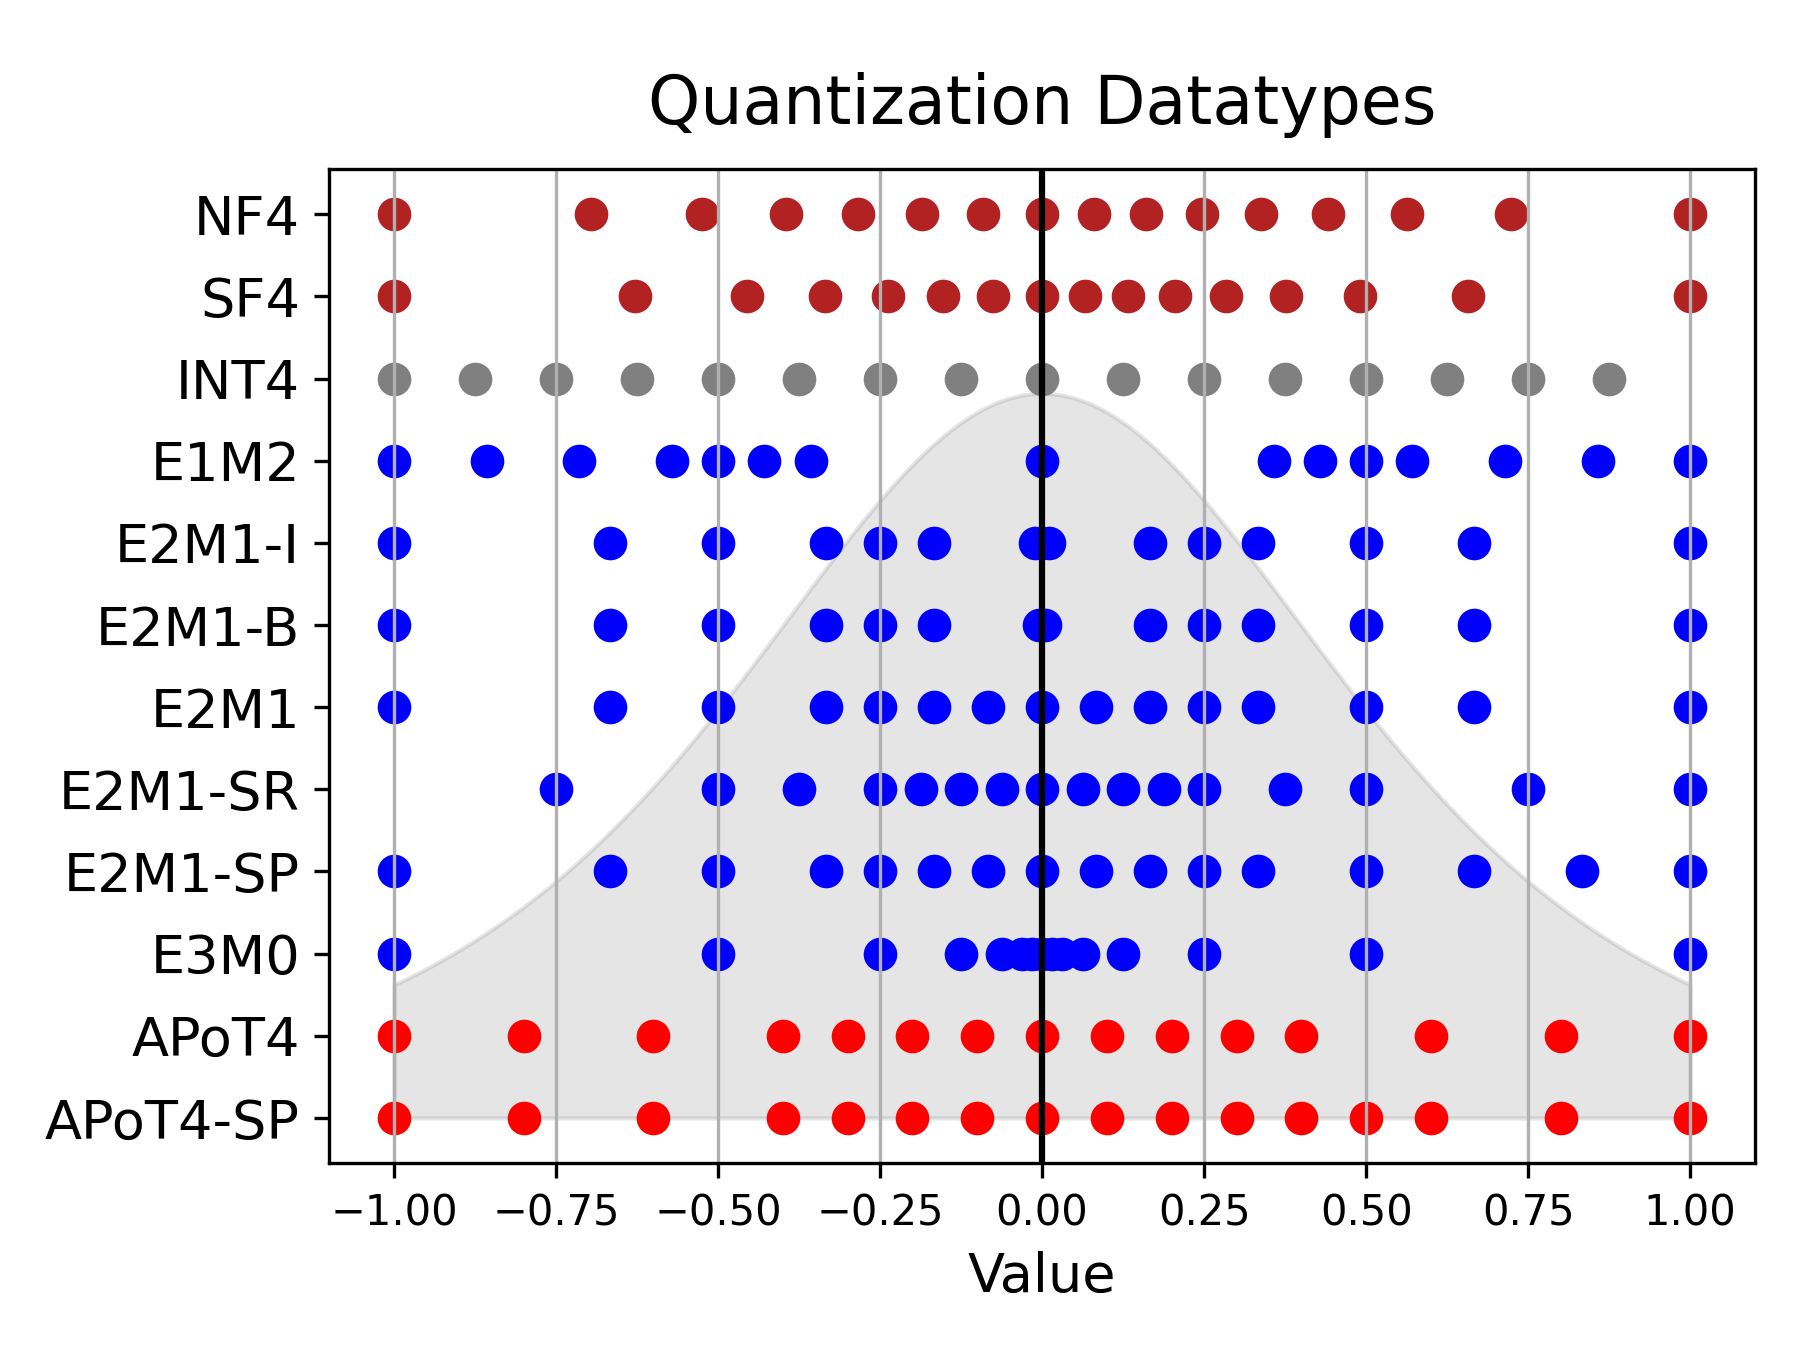 Quantization Datatypes
NF4
SF4
INT4
E1M2
E2M1-I
E2M1-B
E2M1
E2M1-SR
E2M1-SP
E3M0
APoT4
APoT4-SP
−1.00 −0.75 −0.50 −0.25 0.00 0.25 0.50 0.75 1.00
Value